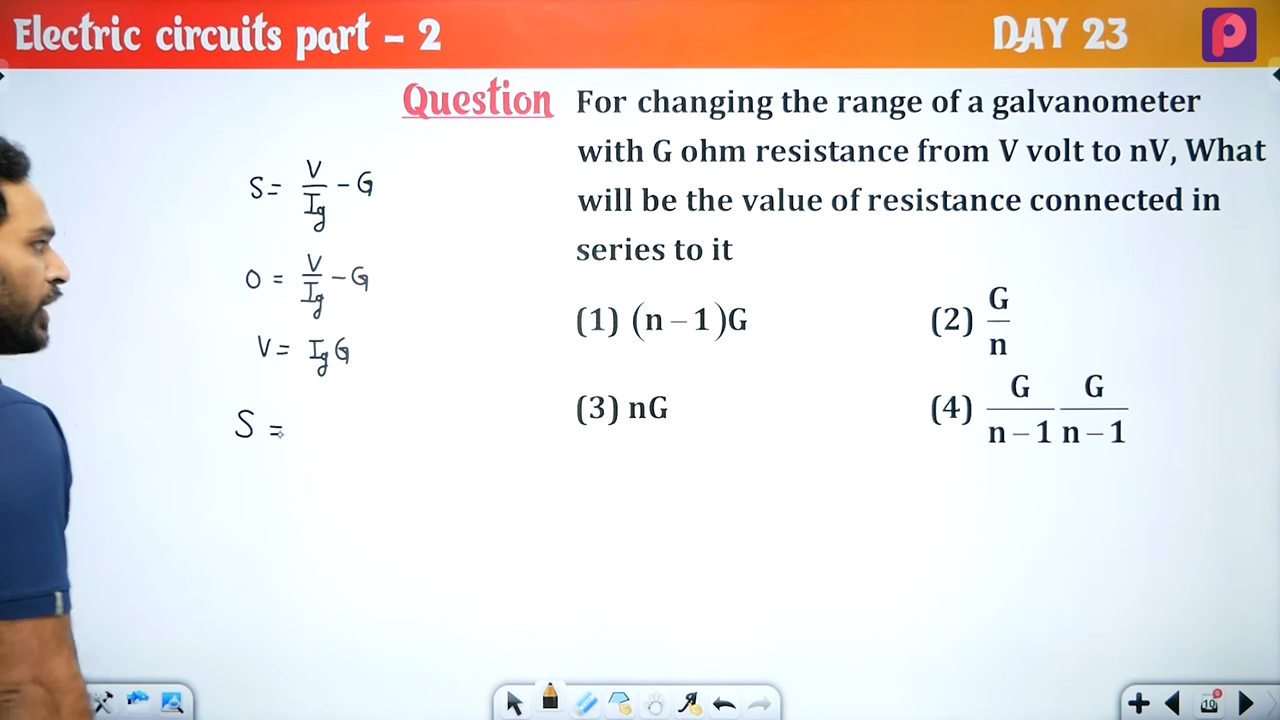 Electric circuits part – 2
DAY 23
Question For changing the range of a galvanometer
with G ohm resistance from V volt to nV, What
will be the value of resistance connected in
series to it
(1) (n – 1)G
(2) G/n
(3) nG
(4) G/n – 1 G/n – 1
S = V/Ig – G
0 = V/Ig – G
V = Ig G
S =
10